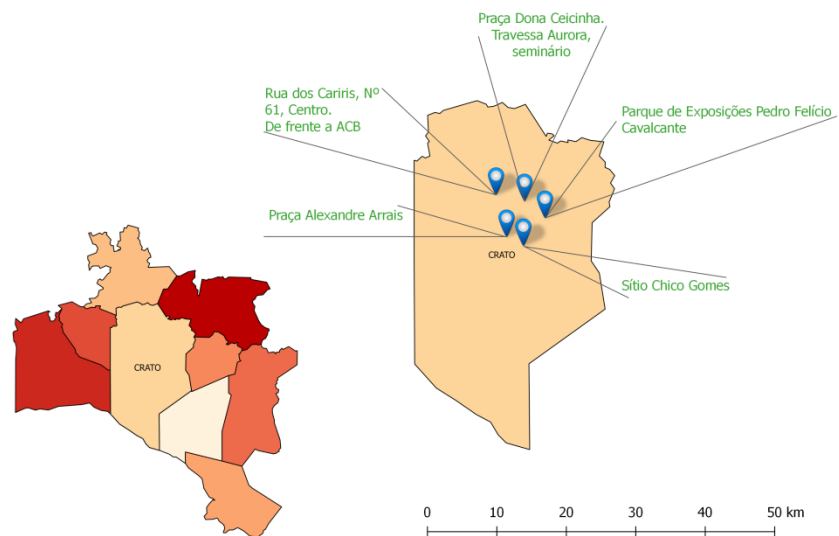 Praça Dona Ceicinha.
Travessa Aurora,
seminário
Rua dos Cariris, Nº
61, Centro.
De frente a ACB
Parque de Exposições Pedro Felício
Cavalcante
Praça Alexandre Arrais
CRATO
Sítio Chico Gomes
CRATO
0 10 20 30 40 50 km